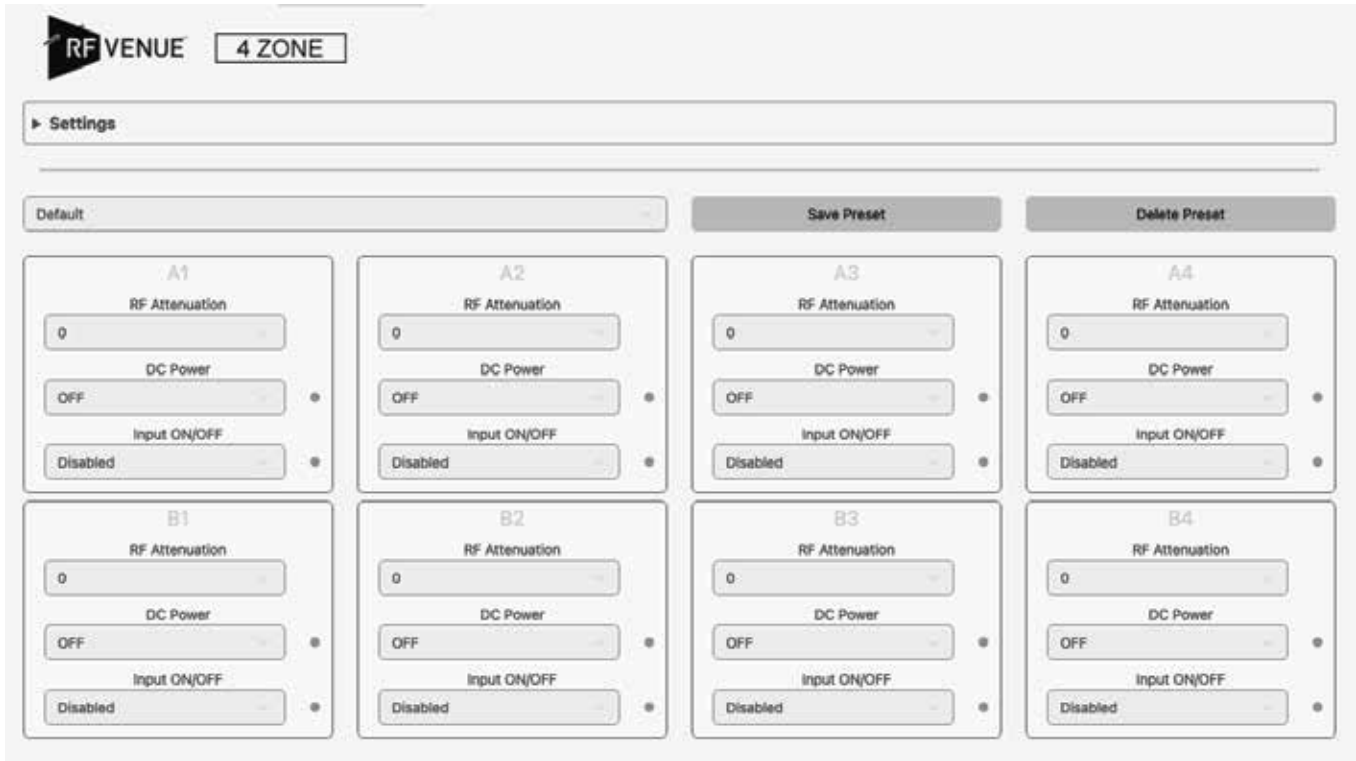 RF VENUE 4 ZONE
Settings
Default Save Preset Delete Preset
A1 A2 A3 A4
RF Attenuation RF Attenuation RF Attenuation RF Attenuation
0 0 0 0
DC Power DC Power DC Power DC Power
OFF OFF OFF OFF
Input ON/OFF Input ON/OFF Input ON/OFF Input ON/OFF
Disabled Disabled Disabled Disabled
B1 B2 B3 B4
RF Attenuation RF Attenuation RF Attenuation RF Attenuation
0 0 0 0
DC Power DC Power DC Power DC Power
OFF OFF OFF OFF
Input ON/OFF Input ON/OFF Input ON/OFF Input ON/OFF
Disabled Disabled Disabled Disabled